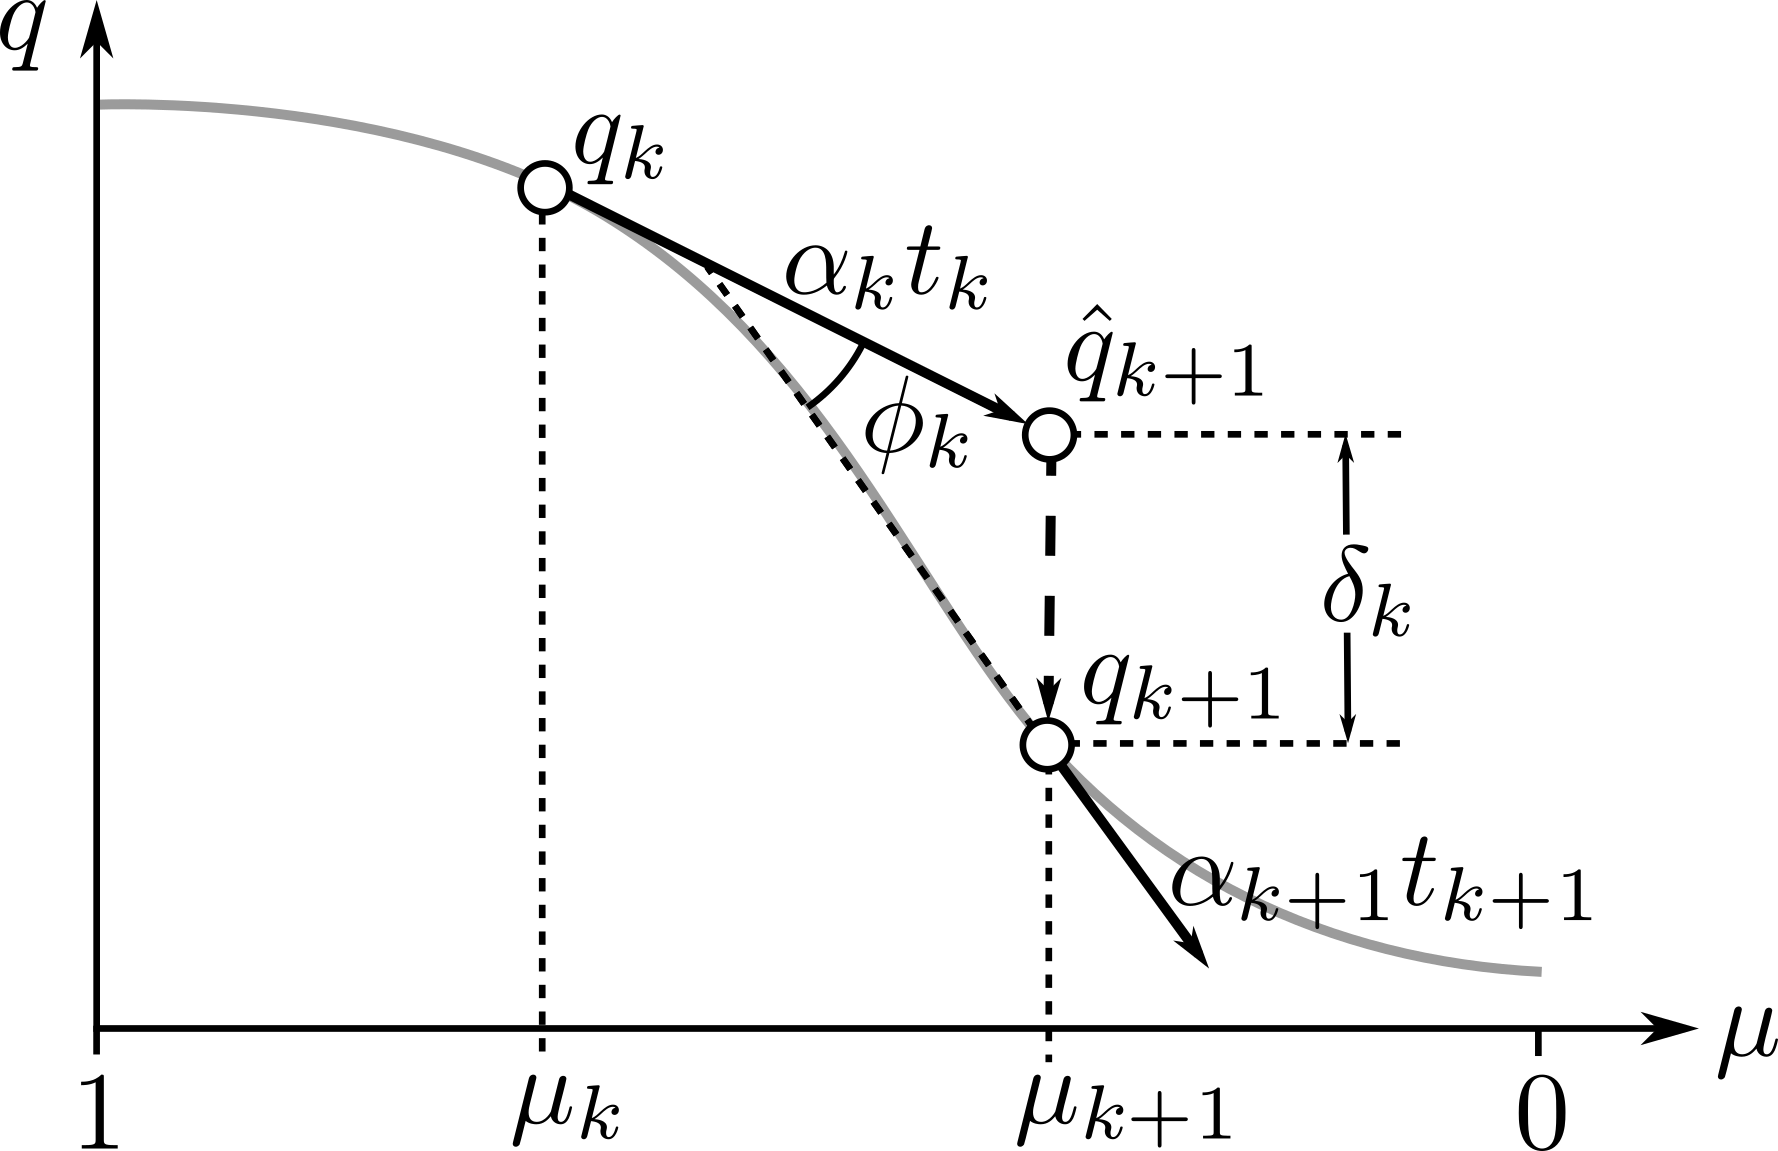 q
q_k
α_k t_k
q̂_{k+1}
ϕ_k
δ_k
q_{k+1}
α_{k+1} t_{k+1}
μ
1
μ_k
μ_{k+1}
0